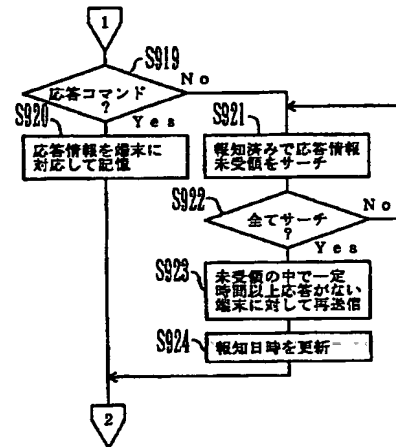 1
S919
応答コマンド
?
No
S920
Yes
S921
応答情報を端末に
対応して記憶
報知済みで応答情報
未受領をサーチ
S922
全てサーチ
?
No
Yes
S923
未受領の中で一定
時間以上応答がない
端末に対して再送信
S924
報知日時を更新
2